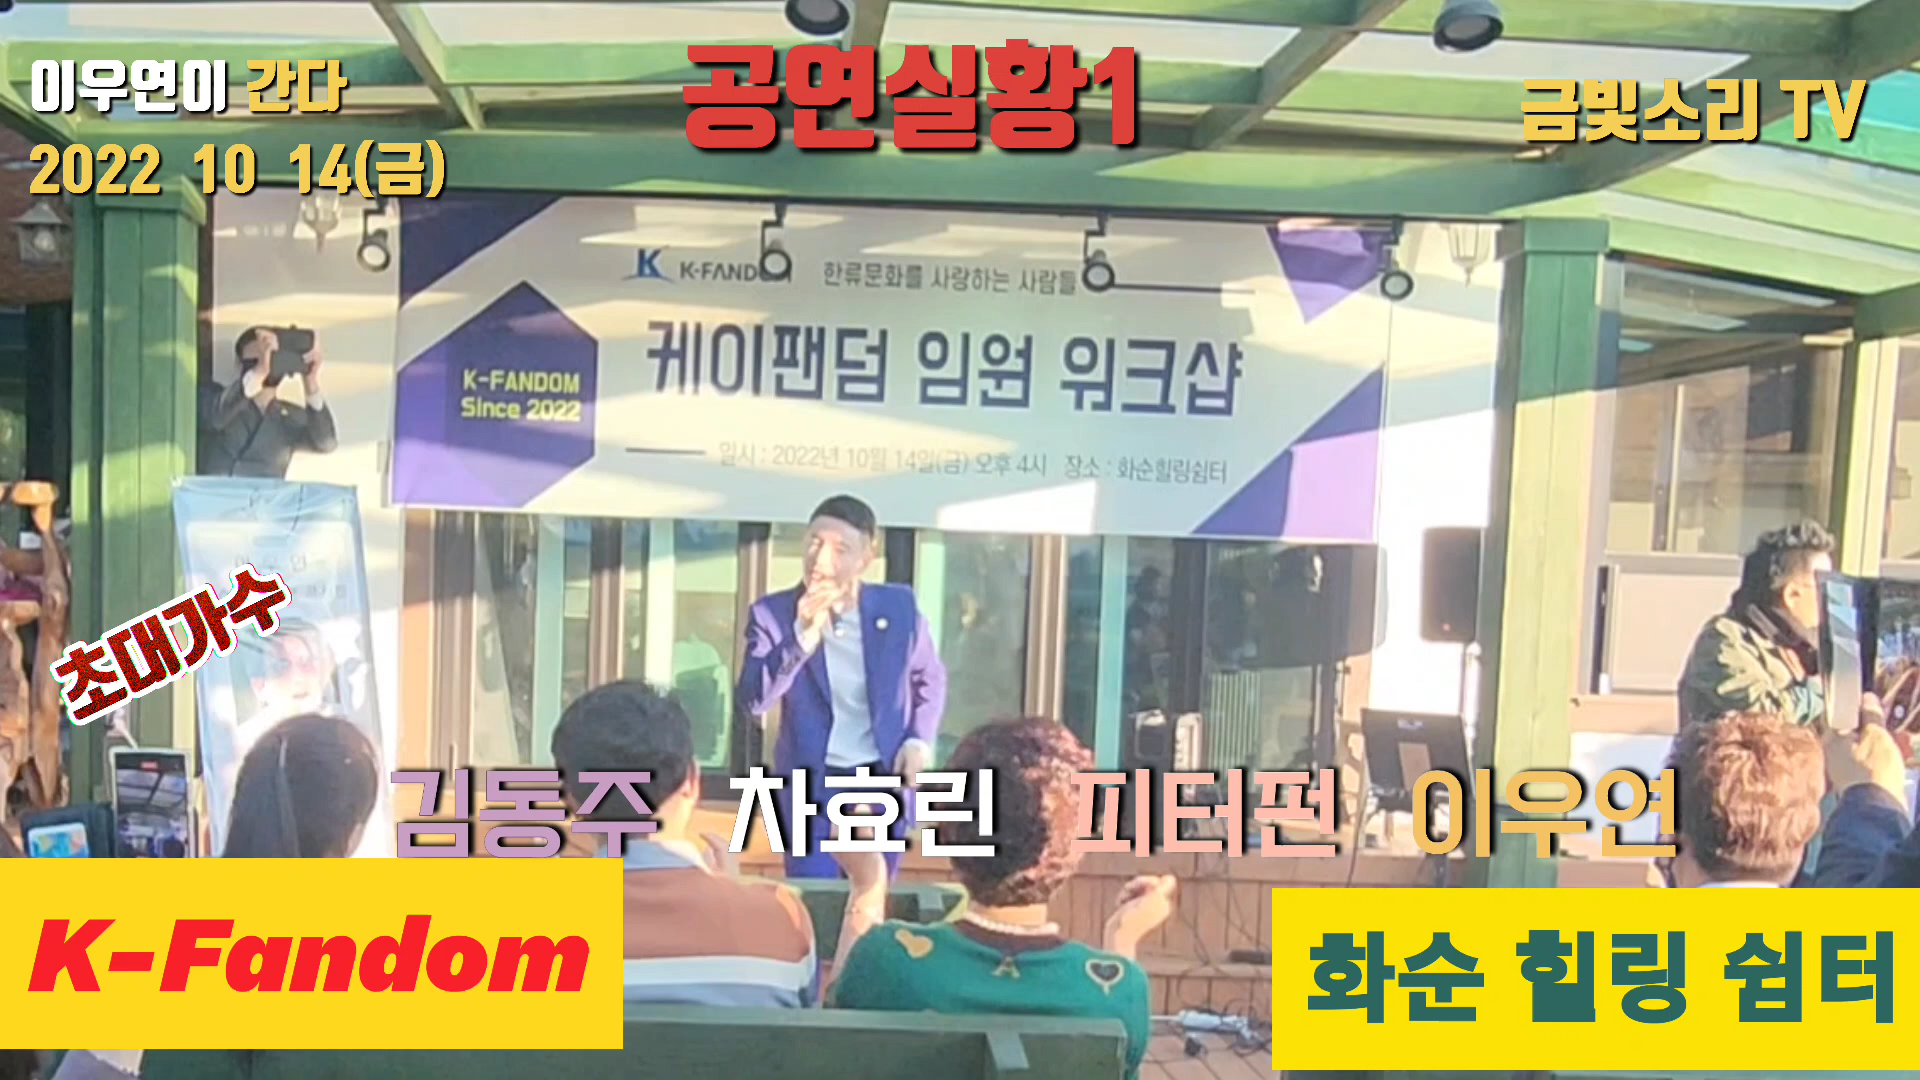 이우연이 간다
2022 10 14(금)
공연실황1
금빛소리 TV
K K-FANDOM 한류문화를 사랑하는 사람들
케이팬덤 임원 워크샵
K-FANDOM
Since 2022
일시 : 2022년 10월 14일(금) 오후 4시 장소 : 화순힐링쉼터
초대가수
김동주 차효린 피터펀 이우연
K-Fandom
화순 힐링 쉼터